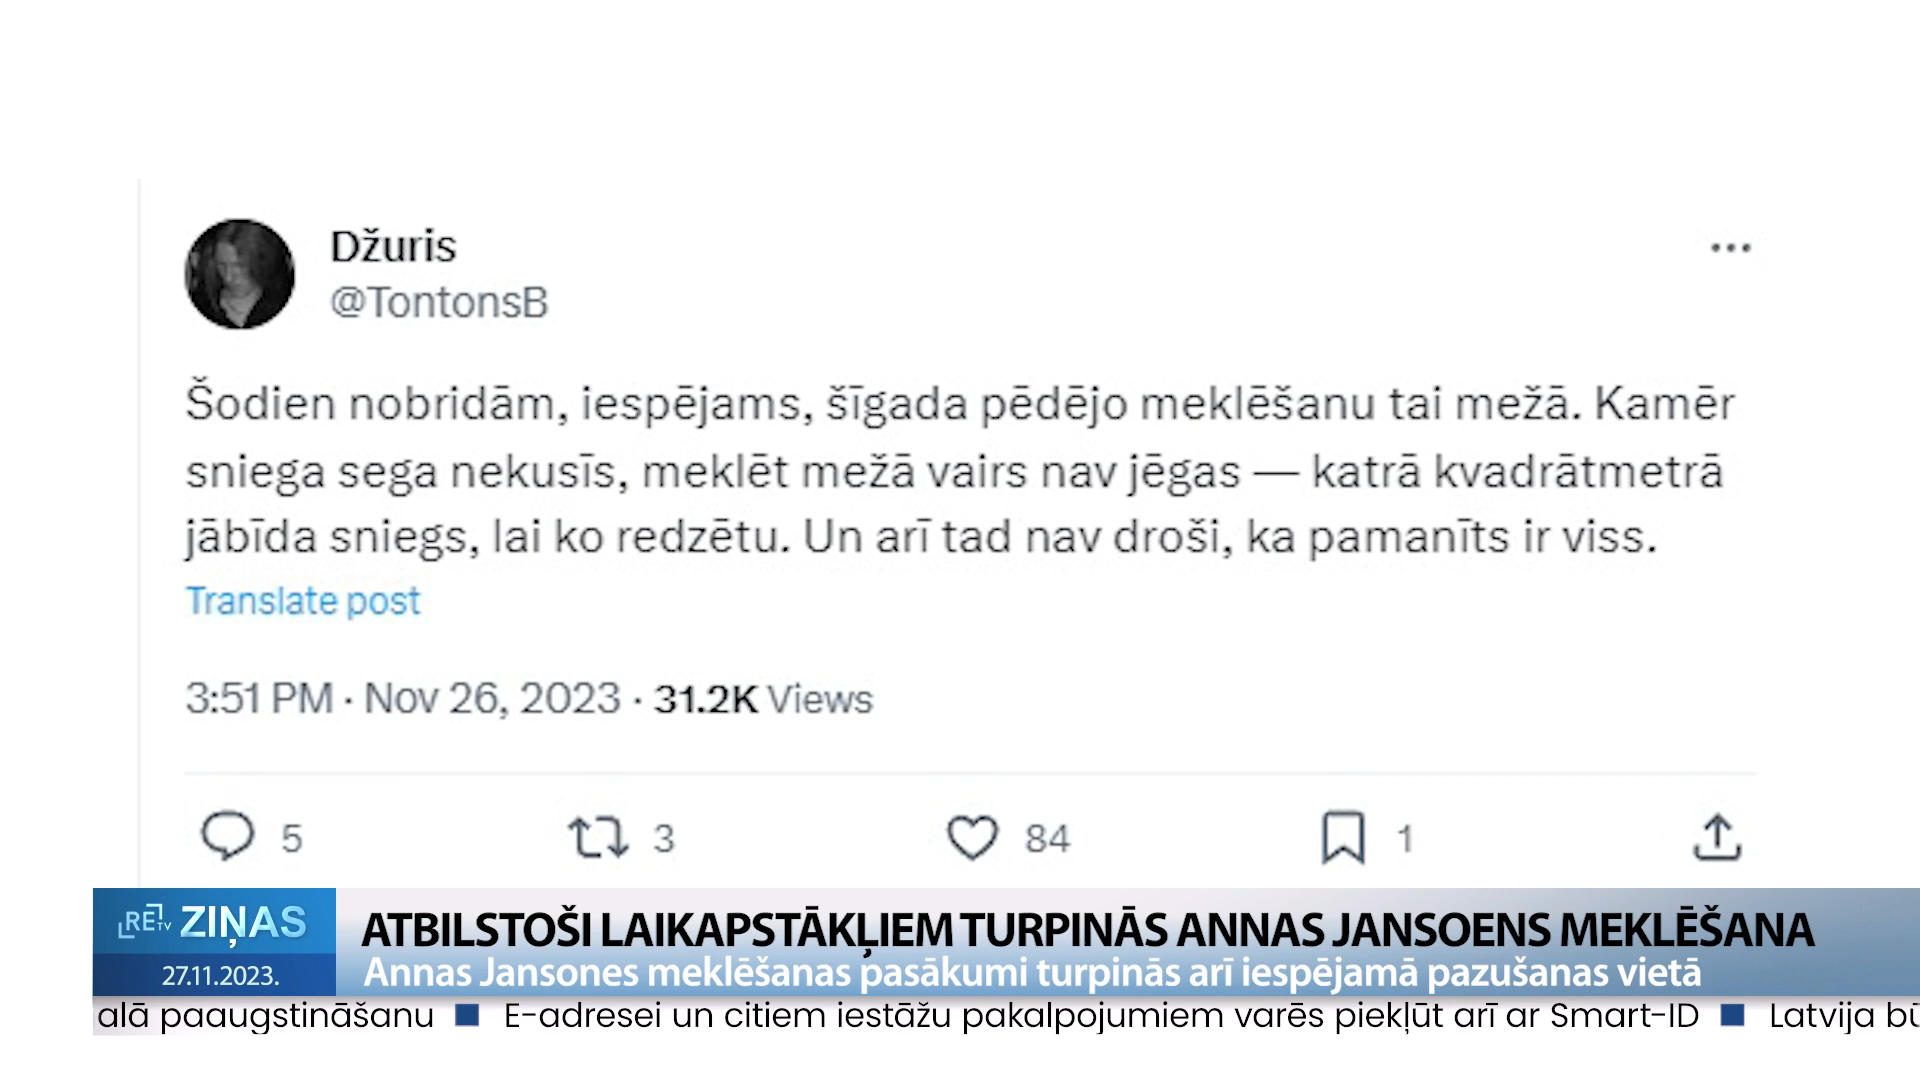 Džuris
@TontonsB
Šodien nobridām, iespējams, šīgada pēdējo meklēšanu tai mežā. Kamēr
sniega sega nekusīs, meklēt mežā vairs nav jēgas — katrā kvadrātmetrā
jābīda sniegs, lai ko redzētu. Un arī tad nav droši, ka pamanīts ir viss.
Translate post
3:51 PM · Nov 26, 2023 · 31.2K Views
5 3 84 1
RETV ZIŅAS
27.11.2023.
ATBILSTOŠI LAIKAPSTĀKĻIEM TURPINĀS ANNAS JANSOENS MEKLĒŠANA
Annas Jansones meklēšanas pasākumi turpinās arī iespējamā pazušanas vietā
alā paaugstināšanu ■ E-adresei un citiem iestāžu pakalpojumiem varēs piekļūt arī ar Smart-ID ■ Latvija bū